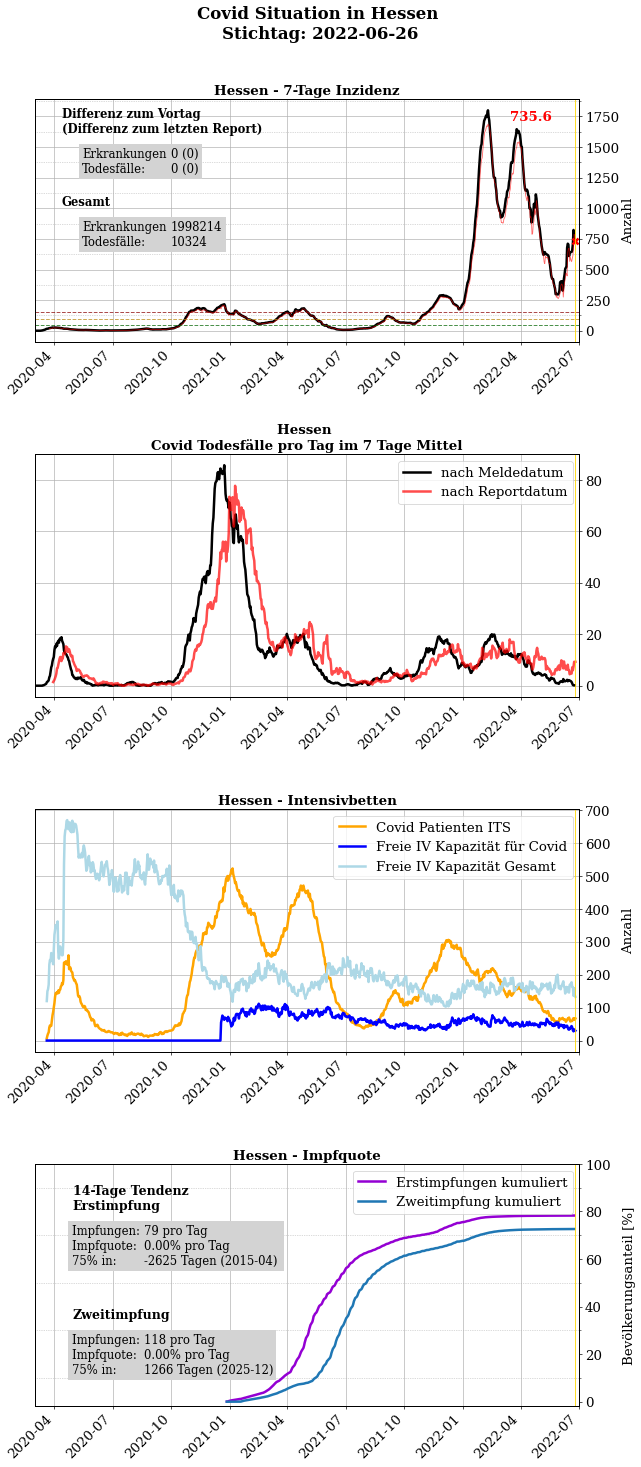 Covid Situation in Hessen
Stichtag: 2022-06-26
Hessen - 7-Tage Inzidenz
Differenz zum Vortag
(Differenz zum letzten Report)
Erkrankungen 0 (0)
Todesfälle: 0 (0)
Gesamt
Erkrankungen 1998214
Todesfälle: 10324
735.6
1750
1500
1250
1000
750
500
250
0
Anzahl
2020-04
2020-07
2020-10
2021-01
2021-04
2021-07
2021-10
2022-01
2022-04
2022-07
Hessen
Covid Todesfälle pro Tag im 7 Tage Mittel
nach Meldedatum
nach Reportdatum
80
60
40
20
0
2020-04
2020-07
2020-10
2021-01
2021-04
2021-07
2021-10
2022-01
2022-04
2022-07
Hessen - Intensivbetten
Covid Patienten ITS
Freie IV Kapazität für Covid
Freie IV Kapazität Gesamt
700
600
500
400
300
200
100
0
Anzahl
2020-04
2020-07
2020-10
2021-01
2021-04
2021-07
2021-10
2022-01
2022-04
2022-07
Hessen - Impfquote
14-Tage Tendenz
Erstimpfung
Impfungen: 79 pro Tag
Impfquote: 0.00% pro Tag
75% in: -2625 Tagen (2015-04)
Zweitimpfung
Impfungen: 118 pro Tag
Impfquote: 0.00% pro Tag
75% in: 1266 Tagen (2025-12)
Erstimpfungen kumuliert
Zweitimpfung kumuliert
100
80
60
40
20
0
Bevölkerungsanteil [%]
2020-04
2020-07
2020-10
2021-01
2021-04
2021-07
2021-10
2022-01
2022-04
2022-07